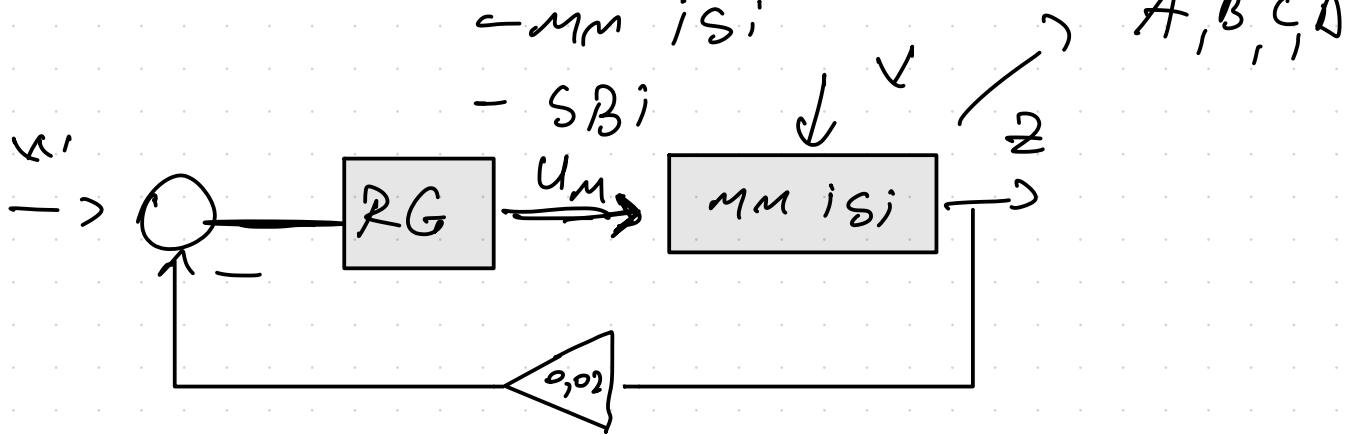 - MM iSi
A, B, C, D
- SBi
V
Z
RG
U_M
MM iSi
-
0,02